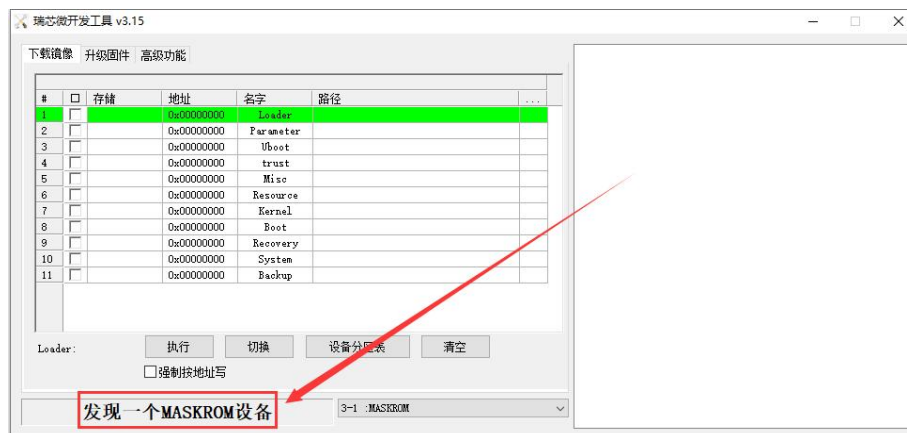 瑞芯微开发工具 v3.15
下载镜像 升级固件 高级功能
# 存储 地址 名字 路径 ...
1 0x00000000 Loader
2 0x00000000 Parameter
3 0x00000000 Uboot
4 0x00000000 trust
5 0x00000000 Misc
6 0x00000000 Resource
7 0x00000000 Kernel
8 0x00000000 Boot
9 0x00000000 Recovery
10 0x00000000 System
11 0x00000000 Backup
Loader: 执行 切换 设备分区表 清空
强制按地址写
发现一个MASKROM设备 3-1 :MASKROM